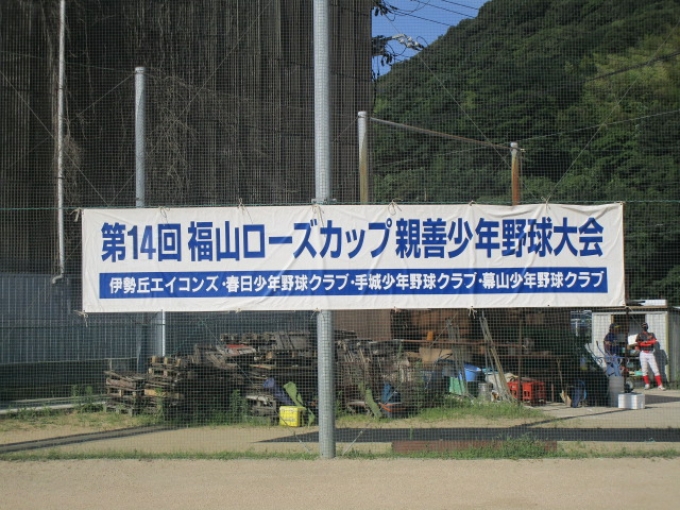 第14回 福山ローズカップ 親善少年野球大会
伊勢丘エイコンズ・春日少年野球クラブ・手城少年野球クラブ・幕山少年野球クラブ